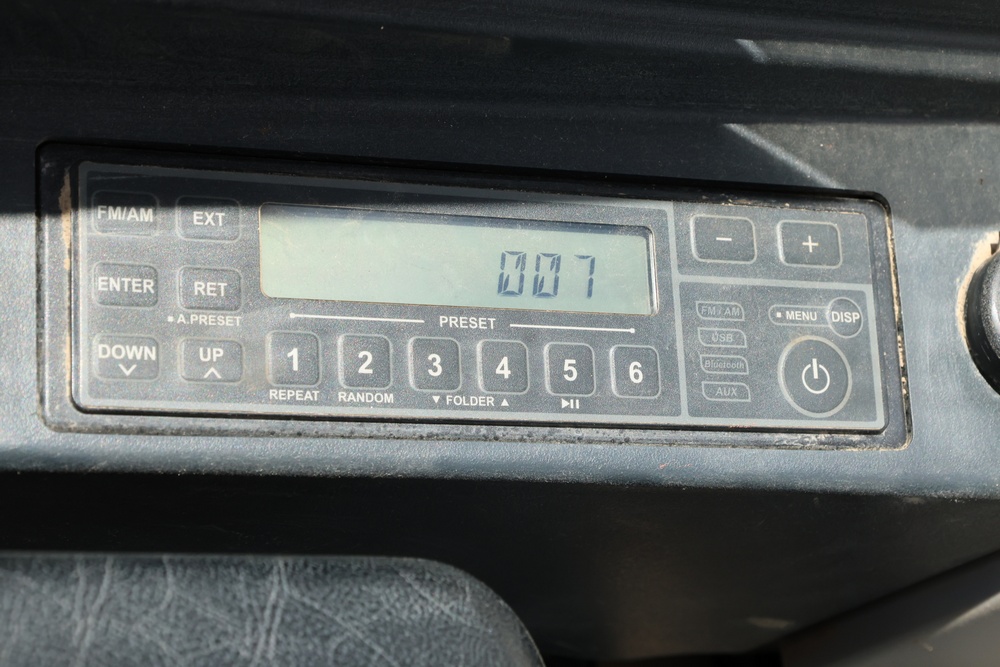 FM/AM EXT − +
007
ENTER RET
• A.PRESET
PRESET
FM/AM
• MENU DISP
USB
Bluetooth
AUX
DOWN UP
1 2 3 4 5 6
REPEAT RANDOM ▼ FOLDER ▲ ▶II